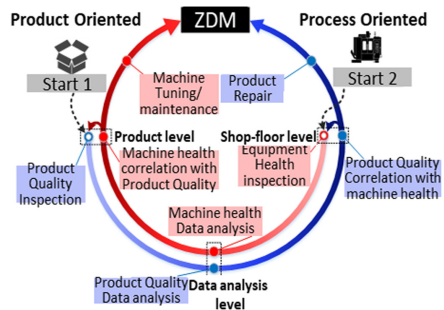 Product Oriented
ZDM
Process Oriented
Start 1
Machine
Tuning/
maintenance
Product
Repair
Start 2
Product level
Shop-floor level
Product
Quality
Inspection
Machine health
correlation with
Product Quality
Equipment
Health
inspection
Product Quality
Correlation with
machine health
Machine health
Data analysis
Product Quality
Data analysis
Data analysis
level